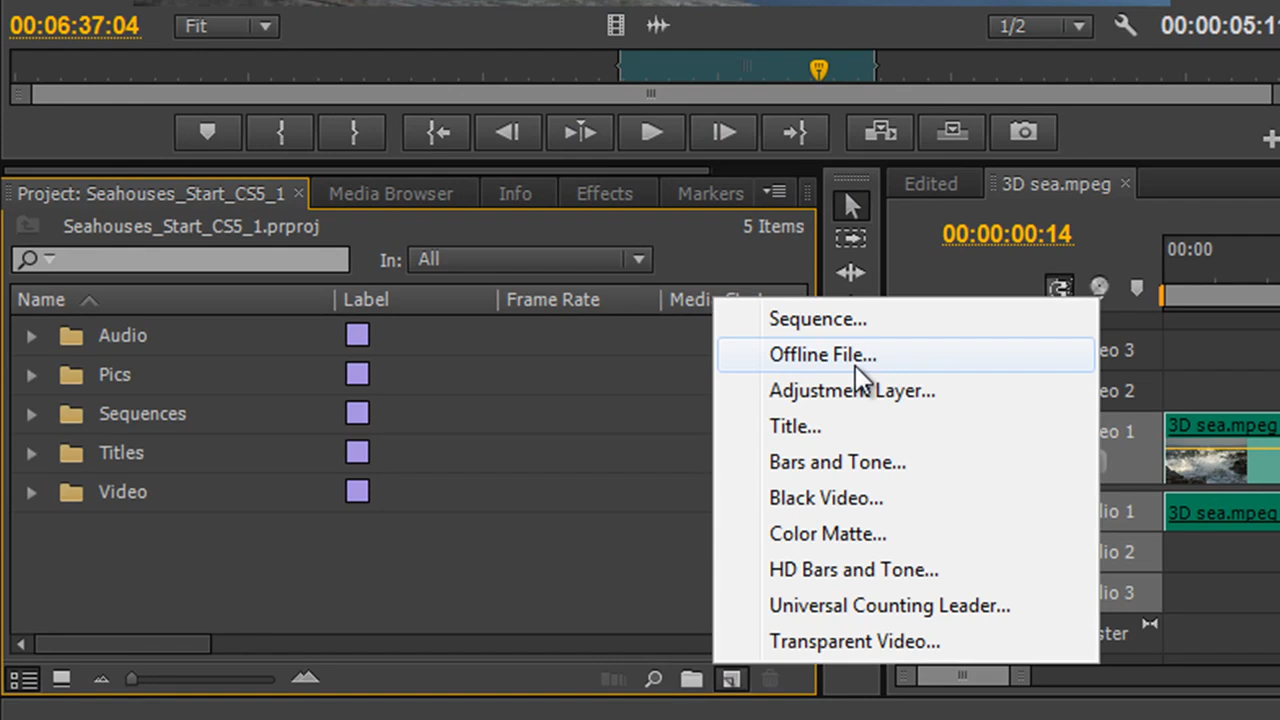 00:06:37:04
Fit
1/2
00:00:05:1
Project: Seahouses_Start_CS5_1
Media Browser
Info
Effects
Markers
Edited
3D sea.mpeg
Seahouses_Start_CS5_1.prproj
5 Items
00:00:00:14
In:
All
00:00
Name
Label
Frame Rate
Audio
Pics
Sequences
Titles
Video
Sequence...
Offline File...
Adjustment Layer...
Title...
Bars and Tone...
Black Video...
Color Matte...
HD Bars and Tone...
Universal Counting Leader...
Transparent Video...
eo 3
eo 2
eo 1
3D sea.mpeg
lio 1
3D sea.mpeg
lio 2
lio 3
ster